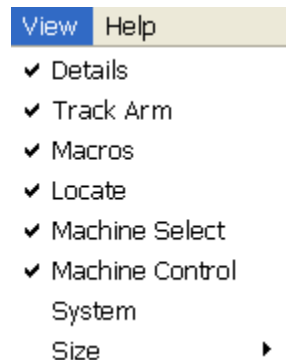 View Help
Details
Track Arm
Macros
Locate
Machine Select
Machine Control
System
Size